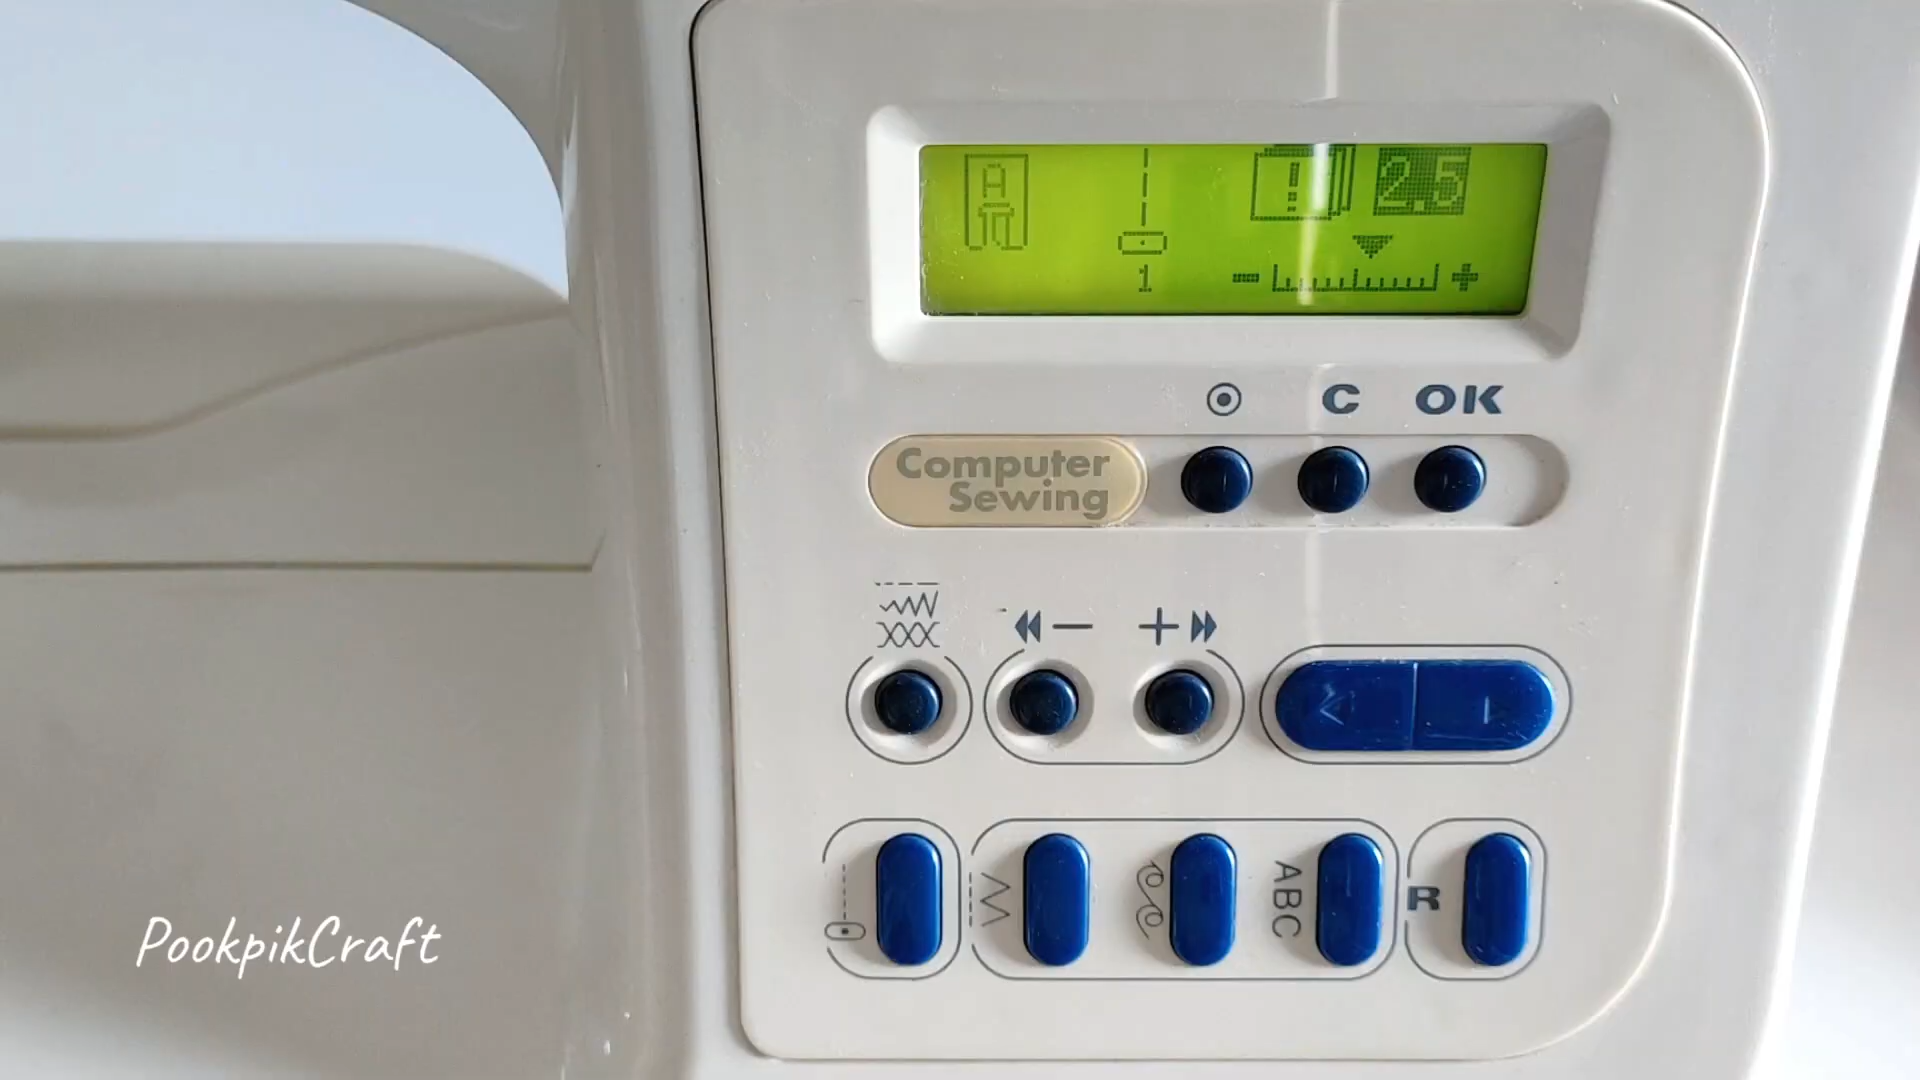 A
2.5
1
- +
C OK
Computer
Sewing
- +
ABC
R
PookpikCraft